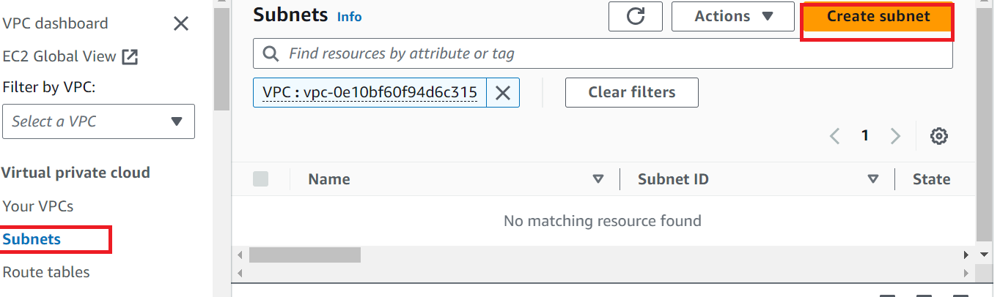 VPC dashboard
EC2 Global View
Filter by VPC:
Select a VPC
Virtual private cloud
Your VPCs
Subnets
Route tables
Subnets Info
Actions
Create subnet
Find resources by attribute or tag
VPC : vpc-0e10bf60f94d6c315
Clear filters
1
Name Subnet ID State
No matching resource found